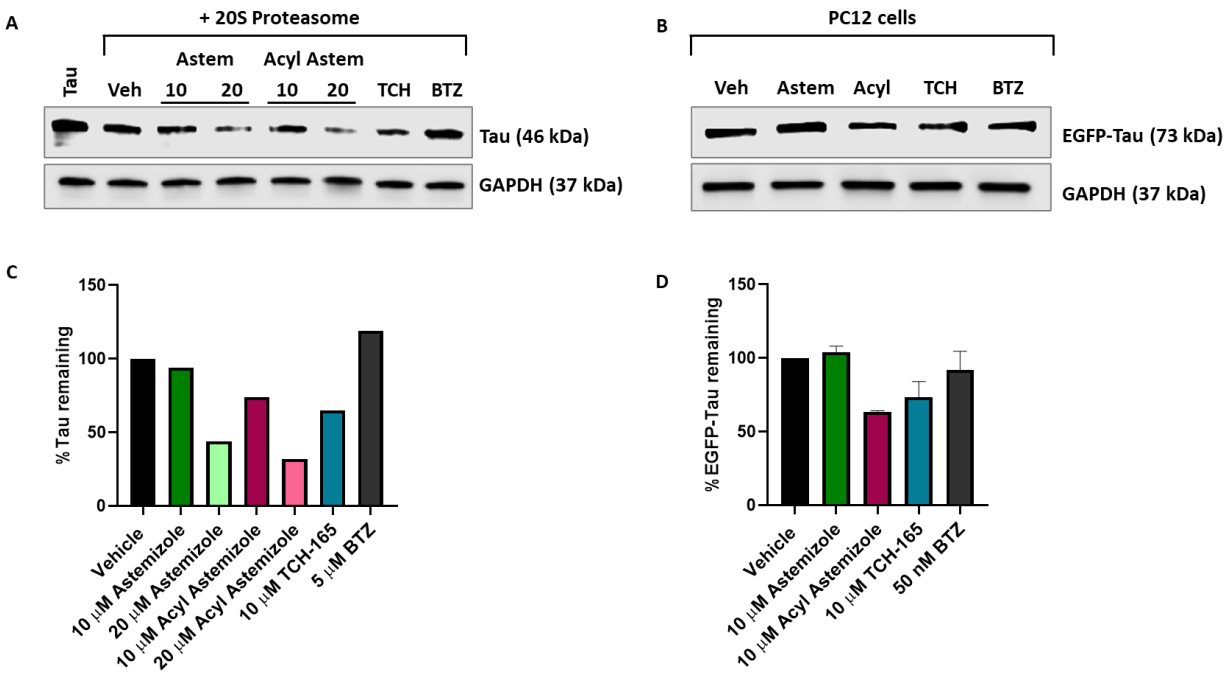 A
+ 20S Proteasome
Astem
Acyl Astem
Tau
Veh
10
20
10
20
TCH
BTZ
Tau (46 kDa)
GAPDH (37 kDa)
B
PC12 cells
Veh
Astem
Acyl
TCH
BTZ
EGFP-Tau (73 kDa)
GAPDH (37 kDa)
C
% Tau remaining
150
100
50
0
Vehicle
10 μM Astemizole
20 μM Astemizole
10 μM Acyl Astemizole
20 μM Acyl Astemizole
10 μM TCH-165
5 μM BTZ
D
% EGFP-Tau remaining
150
100
50
0
Vehicle
10 μM Astemizole
10 μM Acyl Astemizole
10 μM TCH-165
50 nM BTZ